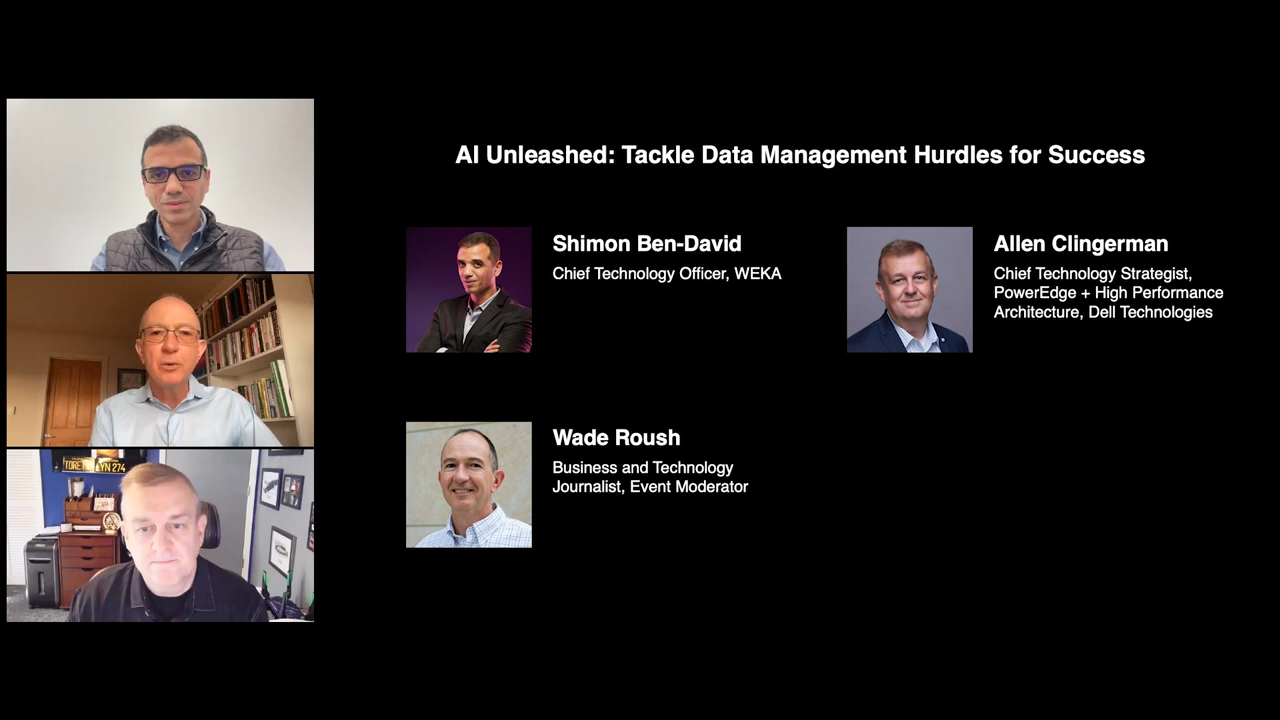 AI Unleashed: Tackle Data Management Hurdles for Success
Shimon Ben-David
Chief Technology Officer, WEKA
Allen Clingerman
Chief Technology Strategist,
PowerEdge + High Performance
Architecture, Dell Technologies
Wade Roush
Business and Technology
Journalist, Event Moderator